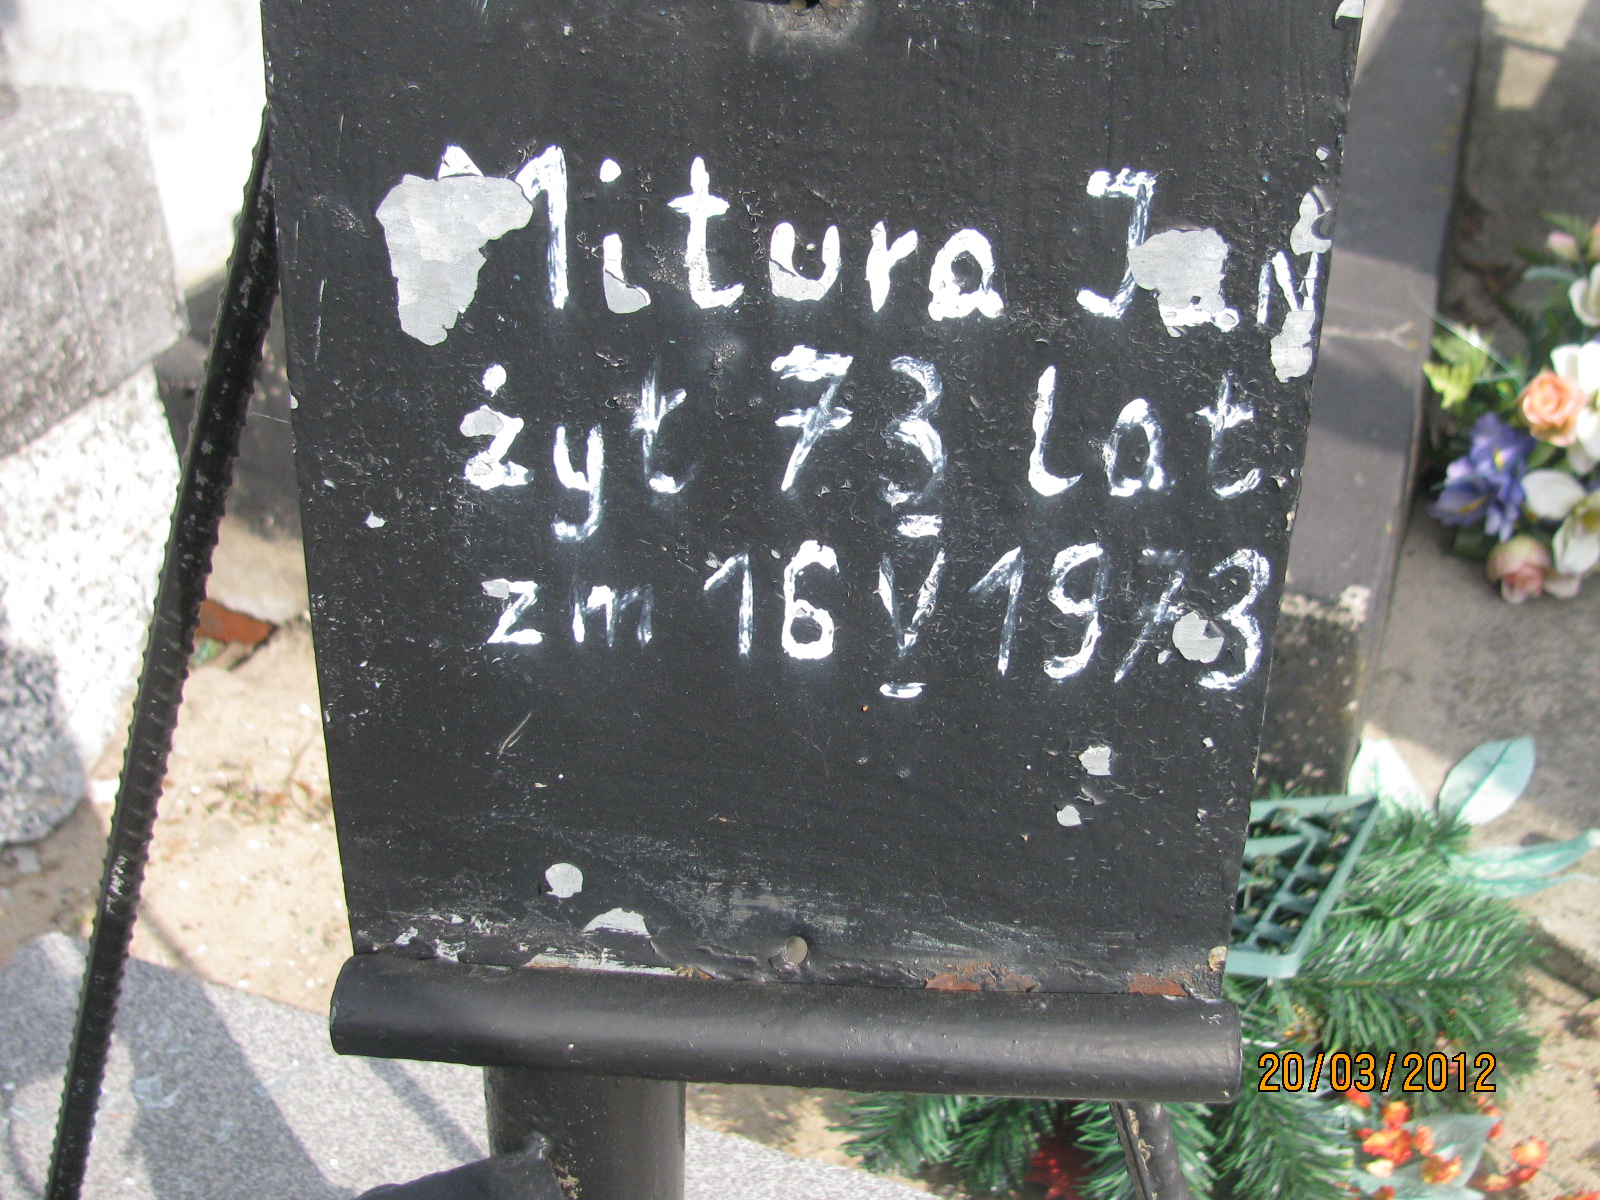 Mitura Jan
żył 73 lat
zm 16 V 1973
20/03/2012